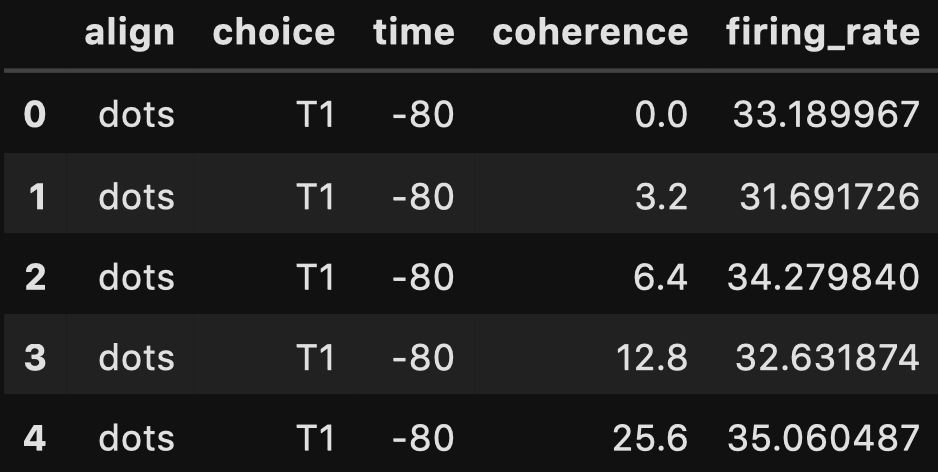 align choice time coherence firing_rate
0 dots T1 -80 0.0 33.189967
1 dots T1 -80 3.2 31.691726
2 dots T1 -80 6.4 34.279840
3 dots T1 -80 12.8 32.631874
4 dots T1 -80 25.6 35.060487